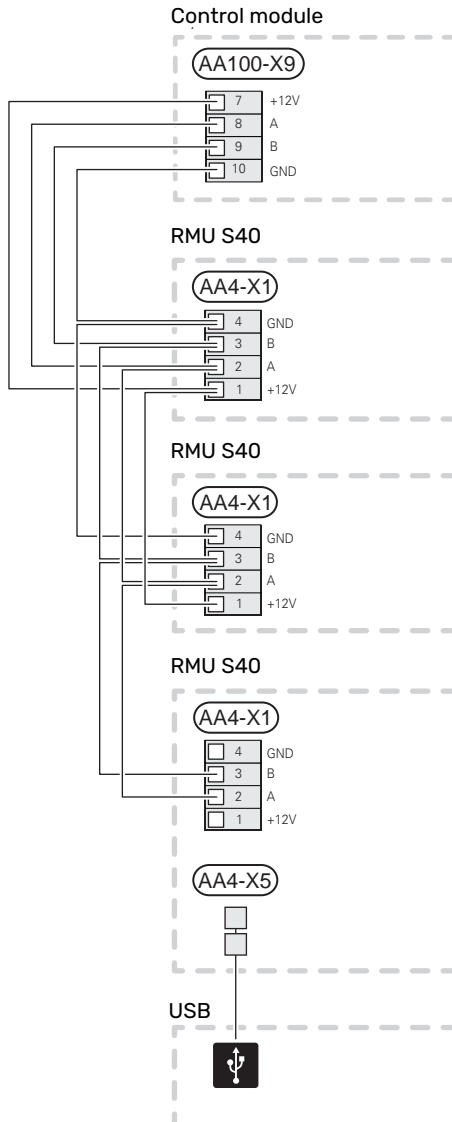 Control module
AA100-X9
7 +12V
8 A
9 B
10 GND
RMU S40
AA4-X1
4 GND
3 B
2 A
1 +12V
RMU S40
AA4-X1
4 GND
3 B
2 A
1 +12V
RMU S40
AA4-X1
4 GND
3 B
2 A
1 +12V
AA4-X5
USB